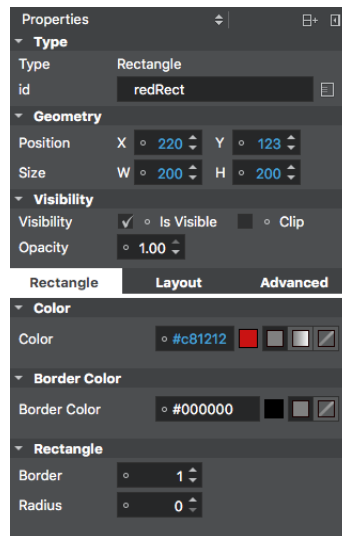 Properties
Type
Type Rectangle
id redRect
Geometry
Position X 220 Y 123
Size W 200 H 200
Visibility
Visibility Is Visible Clip
Opacity 1.00
Rectangle Layout Advanced
Color
Color #c81212
Border Color
Border Color #000000
Rectangle
Border 1
Radius 0